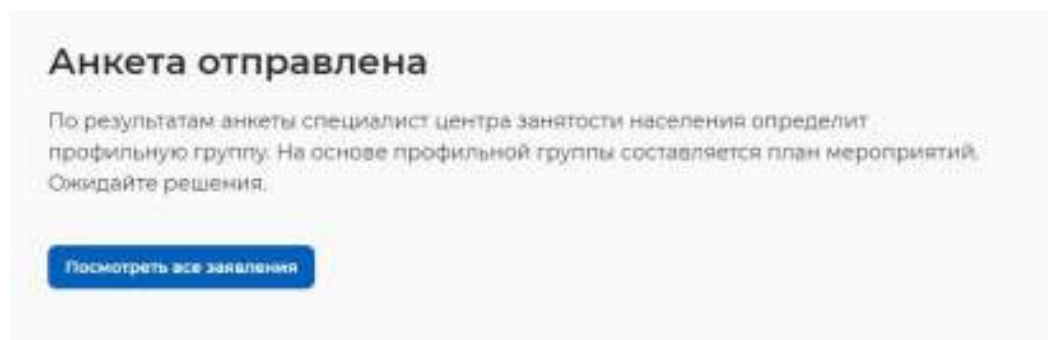 Анкета отправлена
По результатам анкеты специалист центра занятости населения определит
профильную группу. На основе профильной группы составляется план мероприятий.
Ожидайте решения.
Посмотреть все заявления